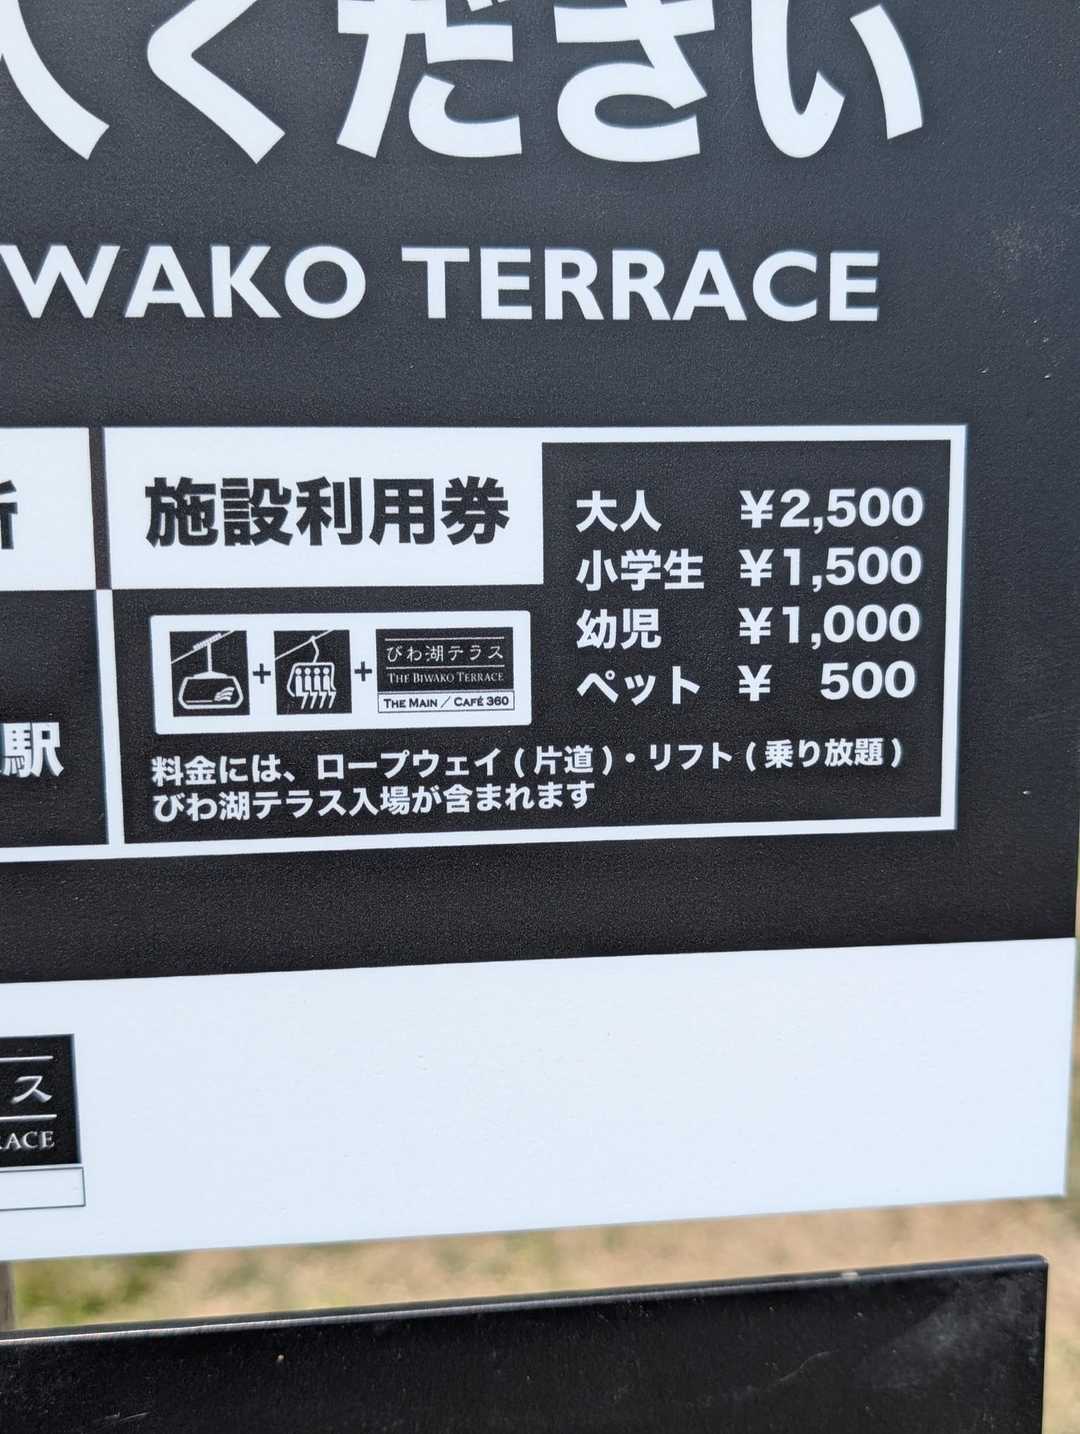 ください
WAKO TERRACE
施設利用券
大人 ¥2,500
小学生 ¥1,500
幼児 ¥1,000
ペット ¥ 500
+ +
びわ湖テラス
THE BIWAKO TERRACE
THE MAIN / CAFÉ 360
料金には、ロープウェイ(片道)・リフト(乗り放題)
びわ湖テラス入場が含まれます
駅
ス
RACE